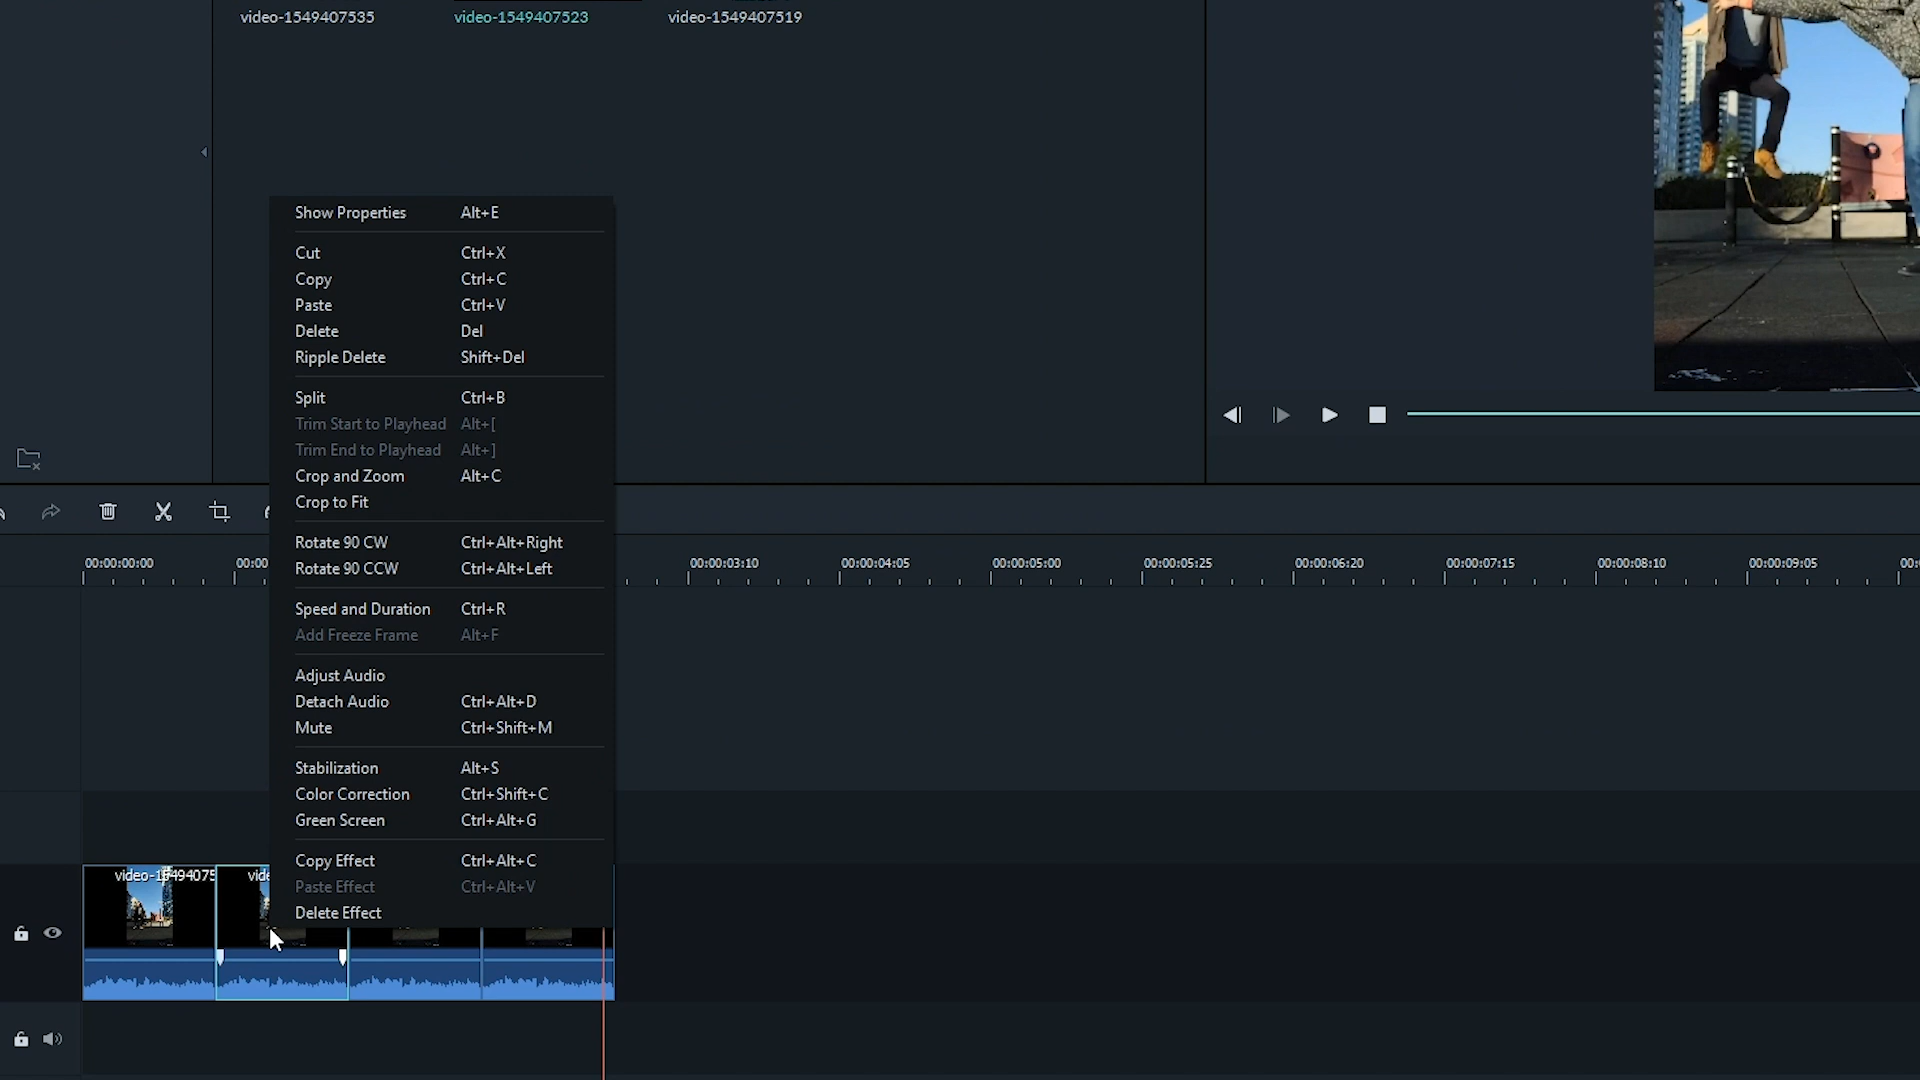 video-1549407535 video-1549407523 video-1549407519
Show Properties Alt+E
Cut Ctrl+X
Copy Ctrl+C
Paste Ctrl+V
Delete Del
Ripple Delete Shift+Del
Split Ctrl+B
Trim Start to Playhead Alt+[
Trim End to Playhead Alt+]
Crop and Zoom Alt+C
Crop to Fit
Rotate 90 CW Ctrl+Alt+Right
Rotate 90 CCW Ctrl+Alt+Left
00:00:00:00 00:00 00:00:03:10 00:00:04:05 00:00:05:00 00:00:05:25 00:00:06:20 00:00:07:15 00:00:08:10 00:00:09:05 00:
Speed and Duration Ctrl+R
Add Freeze Frame Alt+F
Adjust Audio
Detach Audio Ctrl+Alt+D
Mute Ctrl+Shift+M
Stabilization Alt+S
Color Correction Ctrl+Shift+C
Green Screen Ctrl+Alt+G
Copy Effect Ctrl+Alt+C
Paste Effect Ctrl+Alt+V
Delete Effect
video-15494075 vide